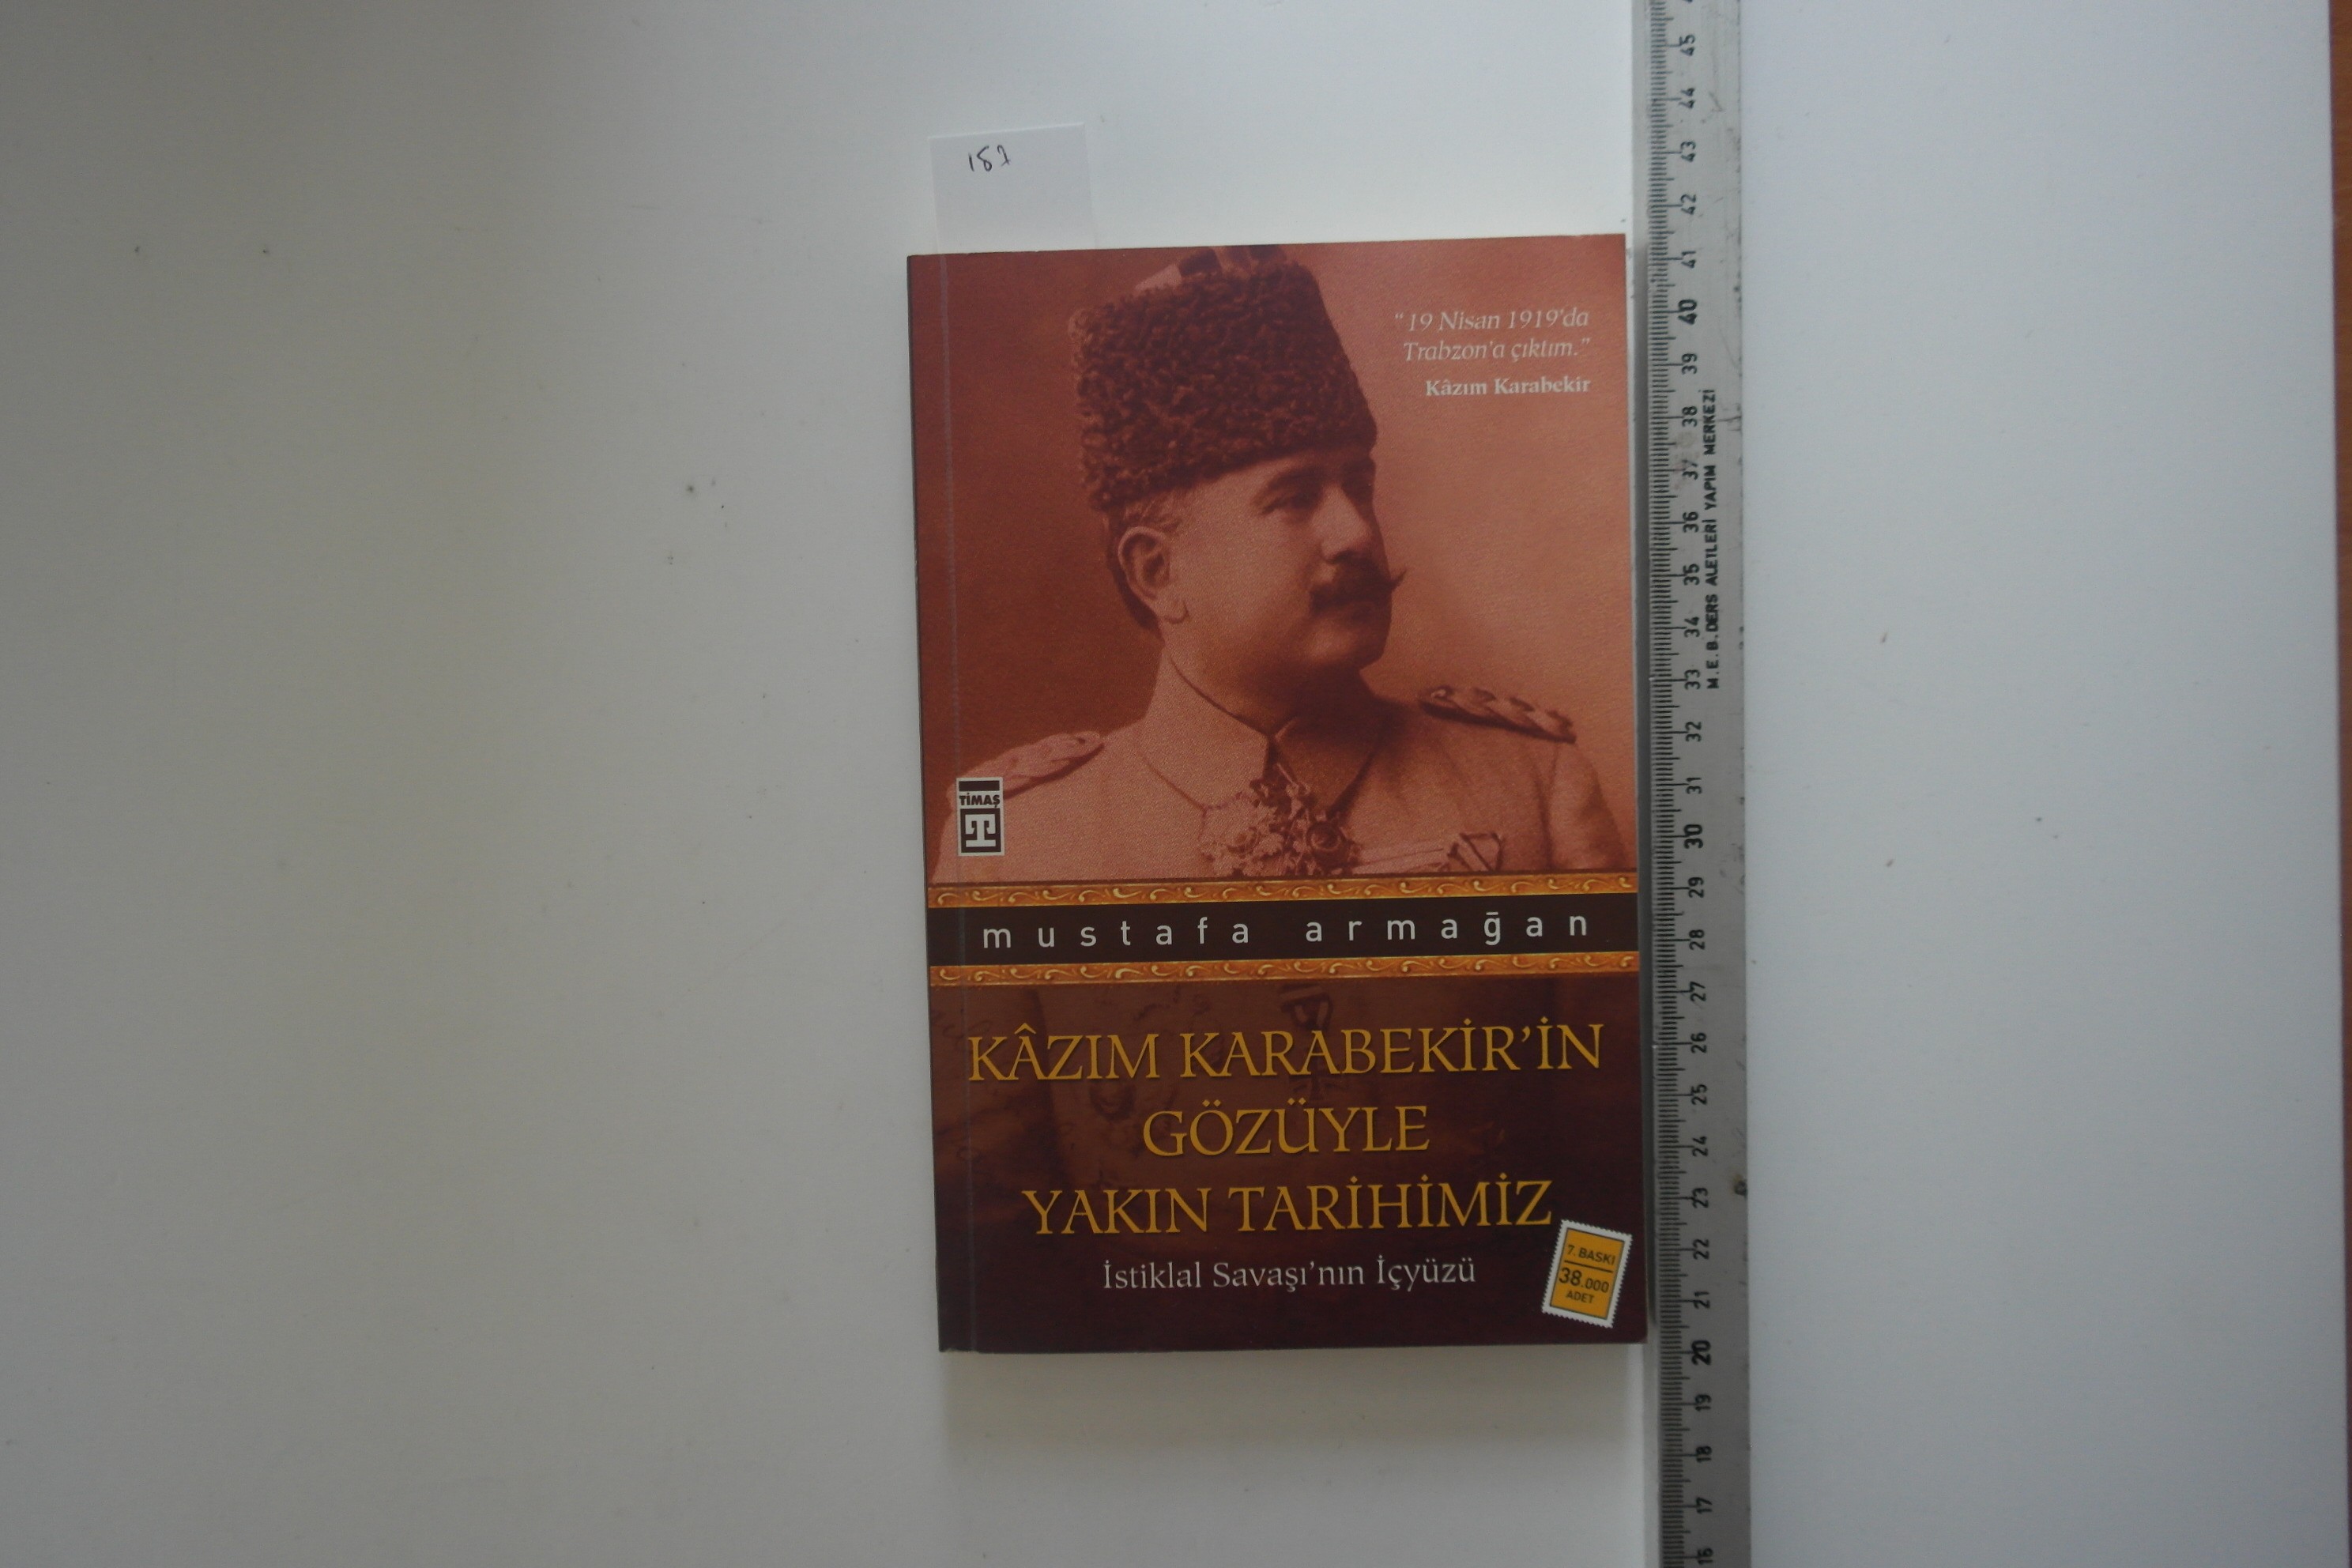 187
“19 Nisan 1919’da
Trabzon’a çıktım.”
Kâzım Karabekir
TİMAŞ
T
mustafa armağan
KÂZIM KARABEKİR’İN
GÖZÜYLE
YAKIN TARİHİMİZ
İstiklal Savaşı’nın İçyüzü
7. BASKI
38.000
ADET
45
44
43
42
41
40
39
38
37
36
35
34
33
32
31
30
29
28
27
26
25
24
23
22
21
20
19
18
17
16
M.E.B. DERS ALETLERİ YAPIM MERKEZİ